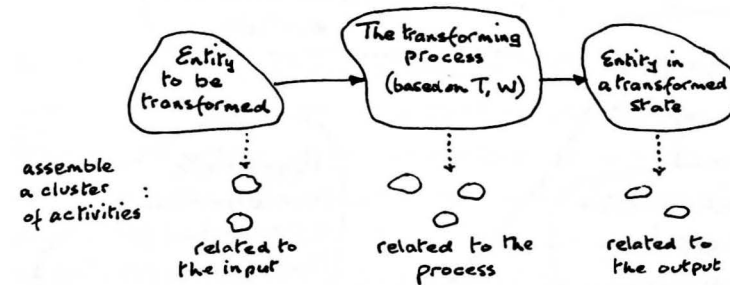 Entity
to be
transformed
The transforming
process
(based on T, W)
Entity in
a transformed
state
assemble
a cluster :
of activities
related to
the input
related to the
process
related to
the output